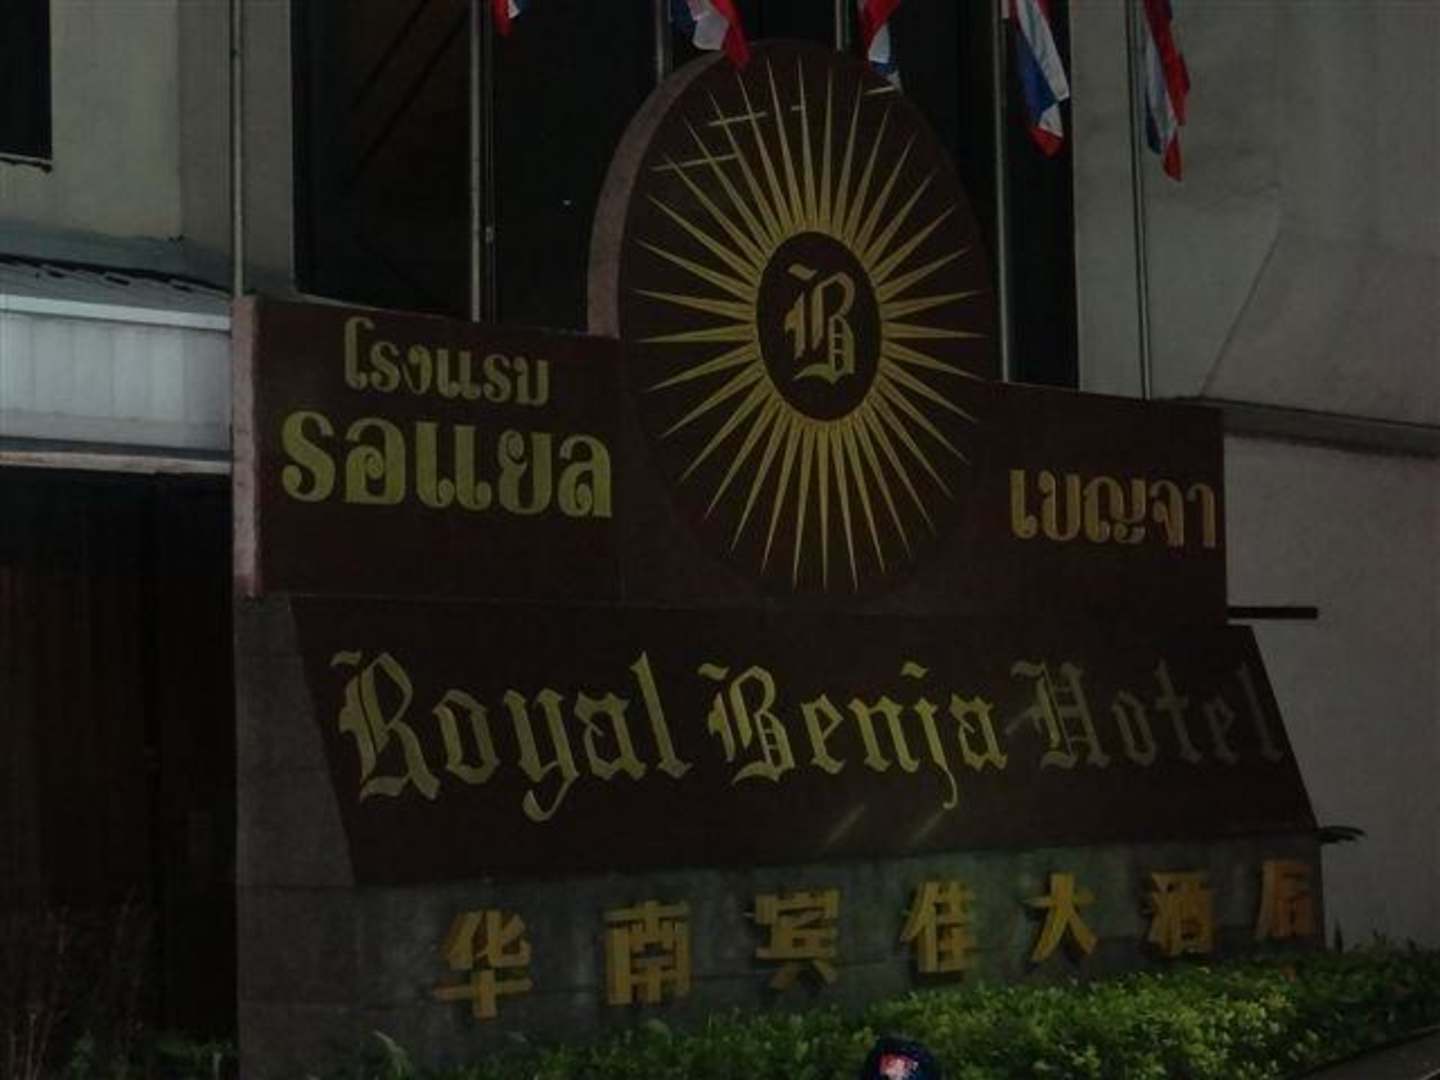 B
โรงแรม
รอแยล
เบญจา
Royal Benja Hotel
华南宾佳大酒店